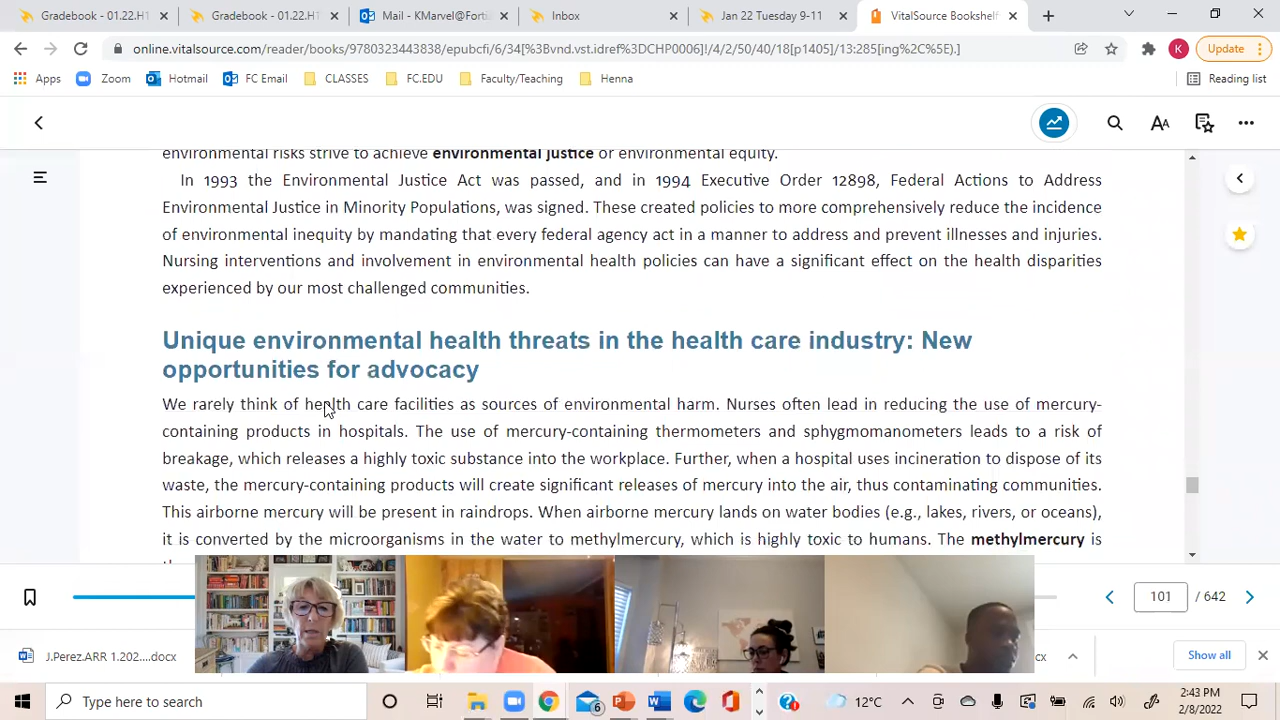 Gradebook - 01.22.H1
Gradebook - 01.22.H1
Mail - KMarvel@Forti
Inbox
Jan 22 Tuesday 9-11
VitalSource Bookshelf
online.vitalsource.com/reader/books/9780323443838/epubcfi/6/34[%3Bvnd.vst.idref%3DCHP0006]!/4/2/50/40/18[p1405]/13:285[ing%2C%5E).]
K
Update
Apps
Zoom
Hotmail
FC Email
CLASSES
FC.EDU
Faculty/Teaching
Henna
Reading list
environmental risks strive to achieve environmental justice or environmental equity.
In 1993 the Environmental Justice Act was passed, and in 1994 Executive Order 12898, Federal Actions to Address
Environmental Justice in Minority Populations, was signed. These created policies to more comprehensively reduce the incidence
of environmental inequity by mandating that every federal agency act in a manner to address and prevent illnesses and injuries.
Nursing interventions and involvement in environmental health policies can have a significant effect on the health disparities
experienced by our most challenged communities.
Unique environmental health threats in the health care industry: New
opportunities for advocacy
We rarely think of health care facilities as sources of environmental harm. Nurses often lead in reducing the use of mercury-
containing products in hospitals. The use of mercury-containing thermometers and sphygmomanometers leads to a risk of
breakage, which releases a highly toxic substance into the workplace. Further, when a hospital uses incineration to dispose of its
waste, the mercury-containing products will create significant releases of mercury into the air, thus contaminating communities.
This airborne mercury will be present in raindrops. When airborne mercury lands on water bodies (e.g., lakes, rivers, or oceans),
it is converted by the microorganisms in the water to methylmercury, which is highly toxic to humans. The methylmercury is
101 / 642
J.Perez.ARR 1.202....docx
cx
Show all
Type here to search
6
12°C
2:43 PM
2/8/2022